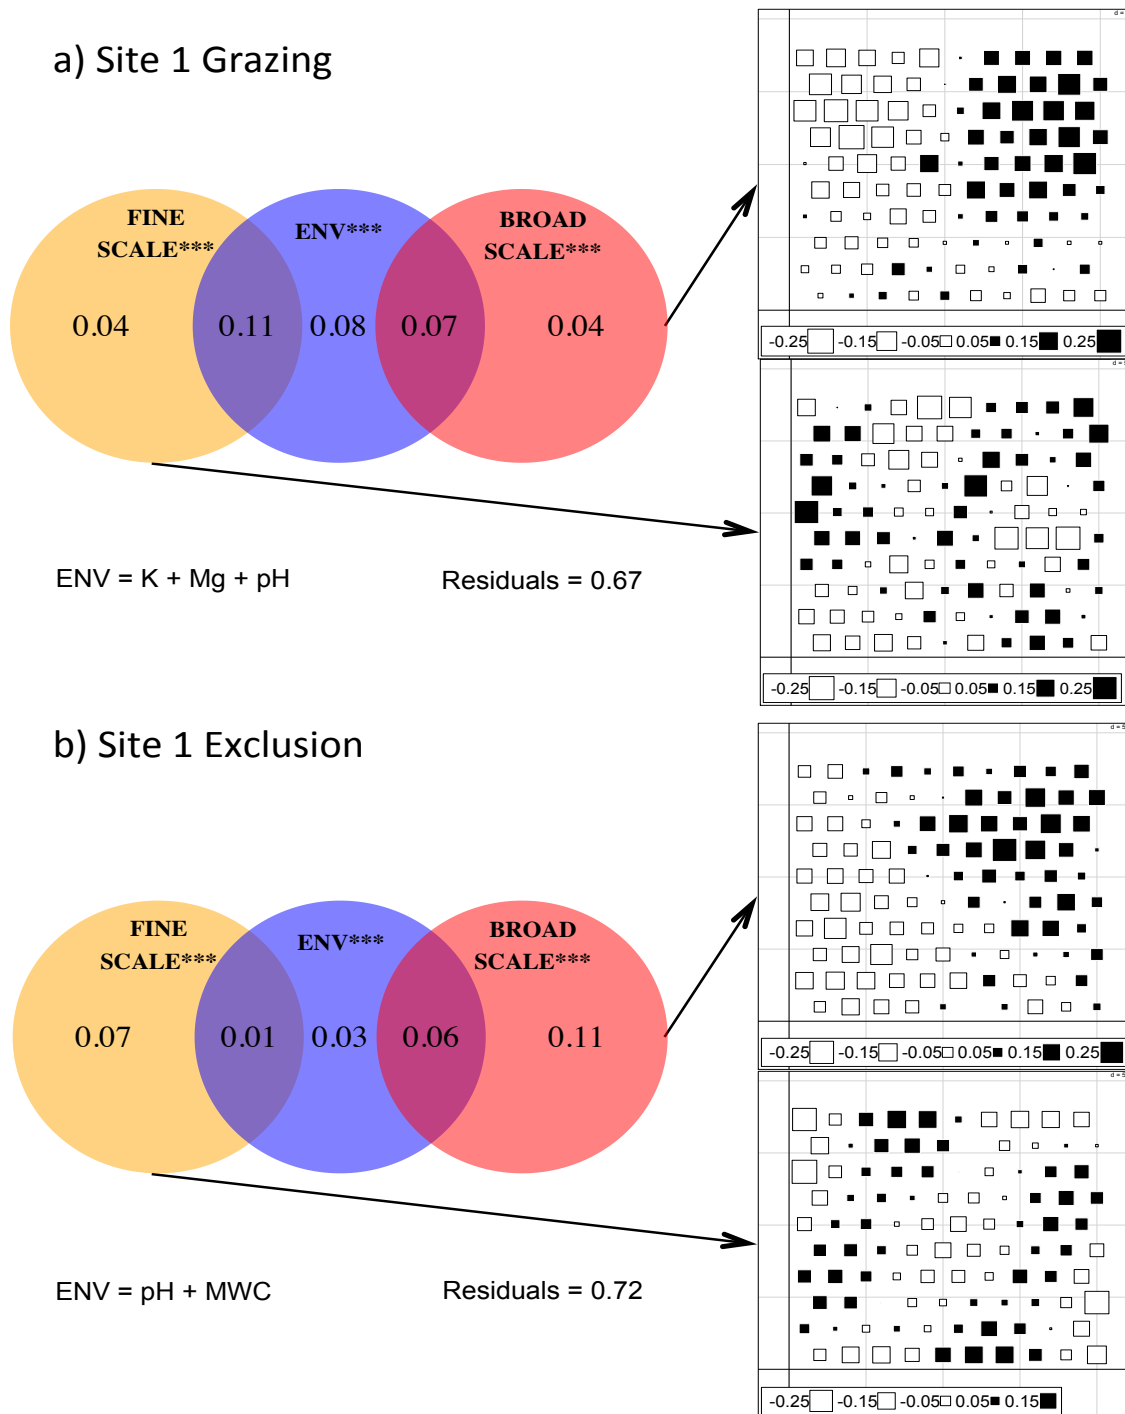 a) Site 1 Grazing
FINE
SCALE***
ENV***
BROAD
SCALE***
0.04
0.11
0.08
0.07
0.04
ENV = K + Mg + pH
Residuals = 0.67
-0.25 -0.15 -0.05 0.05 0.15 0.25
-0.25 -0.15 -0.05 0.05 0.15 0.25
b) Site 1 Exclusion
FINE
SCALE***
ENV***
BROAD
SCALE***
0.07
0.01
0.03
0.06
0.11
ENV = pH + MWC
Residuals = 0.72
d = 5
-0.25 -0.15 -0.05 0.05 0.15 0.25
d = 5
-0.25 -0.15 -0.05 0.05 0.15